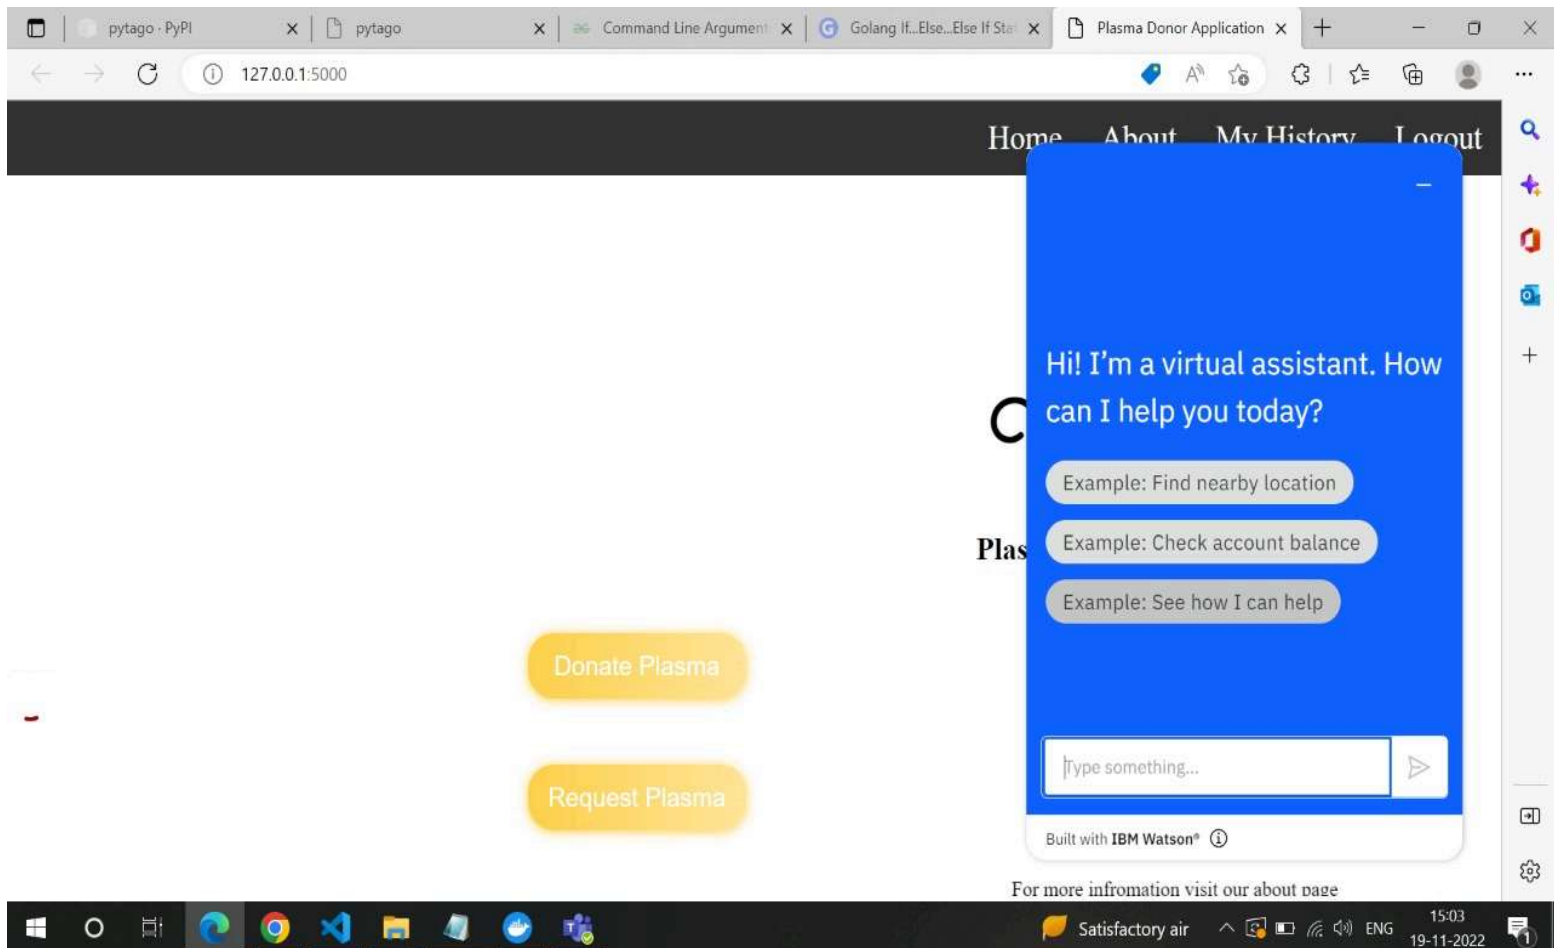 pytago · PyPI
pytago
Command Line Argument
Golang If...Else...Else If Sta
Plasma Donor Application
127.0.0.1:5000
Home About My History Logout
Hi! I'm a virtual assistant. How
can I help you today?
C
Example: Find nearby location
Plas
Example: Check account balance
Example: See how I can help
Donate Plasma
Request Plasma
Type something...
Built with IBM Watson®
For more infromation visit our about page
Satisfactory air
ENG
15:03
19-11-2022
1